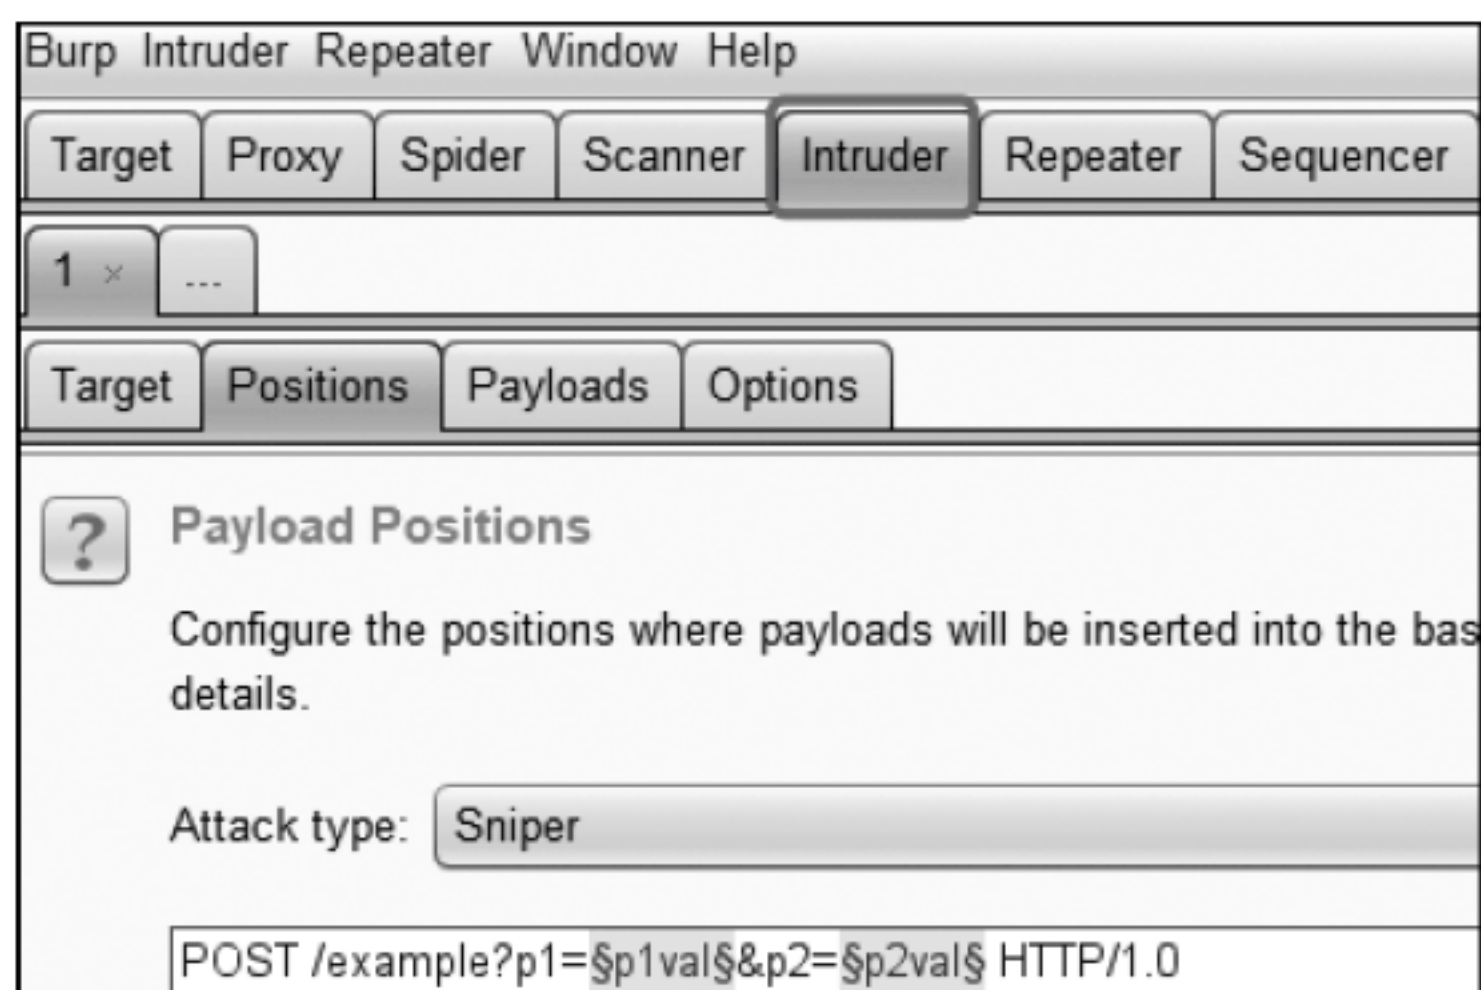 Burp Intruder Repeater Window Help
Target Proxy Spider Scanner Intruder Repeater Sequencer
1 × ...
Target Positions Payloads Options
? Payload Positions
Configure the positions where payloads will be inserted into the bas
details.
Attack type: Sniper
POST /example?p1=§p1val§&p2=§p2val§ HTTP/1.0